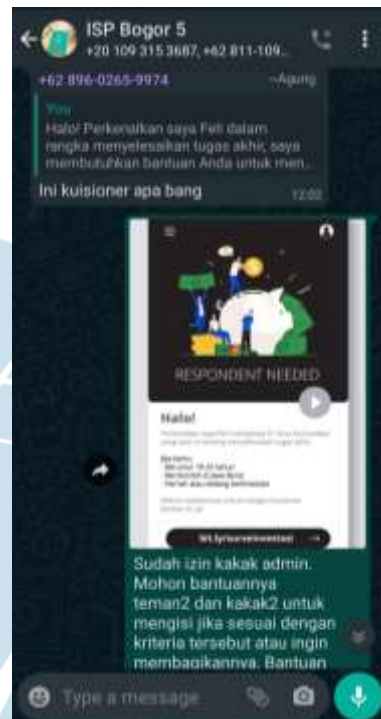 ISP Bogor 5
+20 109 315 3687, +62 811-109...
+62 896-0265-9974 ~Agung
You
Halo! Perkenalkan saya Feli dalam
rangka menyelesaikan tugas akhir, saya
membutuhkan bantuan Anda untuk men...
Ini kuisioner apa bang 12:02
RESPONDENT NEEDED
Hallo!
Sudah izin kakak admin.
Mohon bantuannya
teman2 dan kakak2 untuk
mengisi jika sesuai dengan
kriteria tersebut atau ingin
membagikannya. Bantuan
Type a message